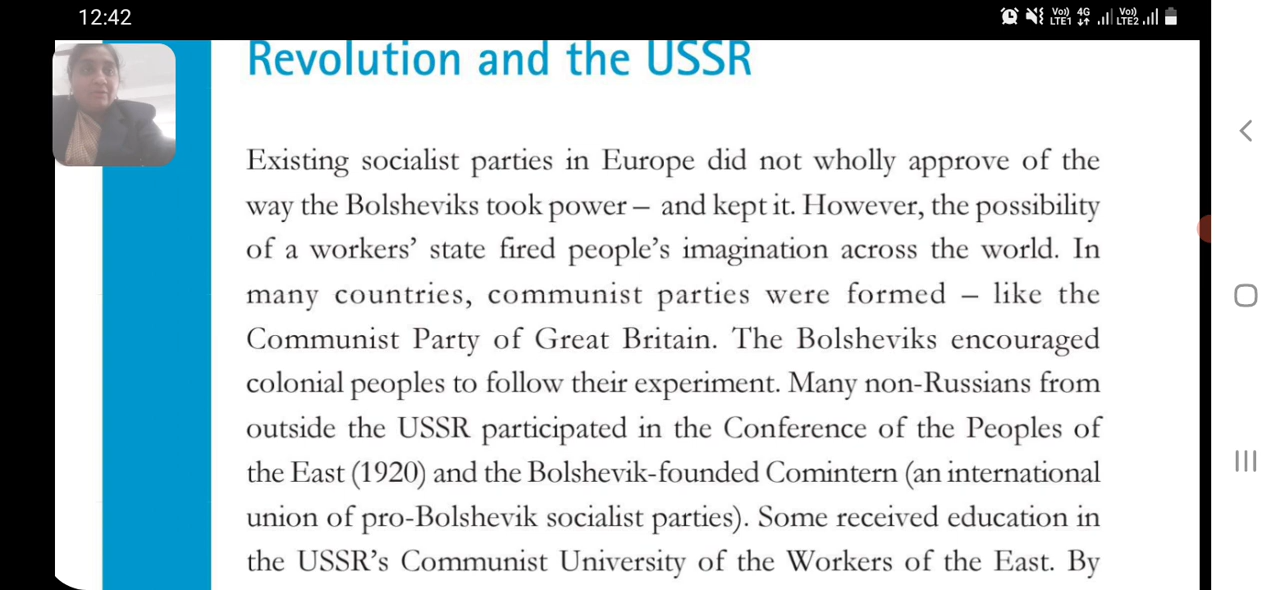 12:42
Vo) 4G Vo)
LTE1 LTE2
Revolution and the USSR
Existing socialist parties in Europe did not wholly approve of the
way the Bolsheviks took power – and kept it. However, the possibility
of a workers’ state fired people’s imagination across the world. In
many countries, communist parties were formed – like the
Communist Party of Great Britain. The Bolsheviks encouraged
colonial peoples to follow their experiment. Many non-Russians from
outside the USSR participated in the Conference of the Peoples of
the East (1920) and the Bolshevik-founded Comintern (an international
union of pro-Bolshevik socialist parties). Some received education in
the USSR’s Communist University of the Workers of the East. By